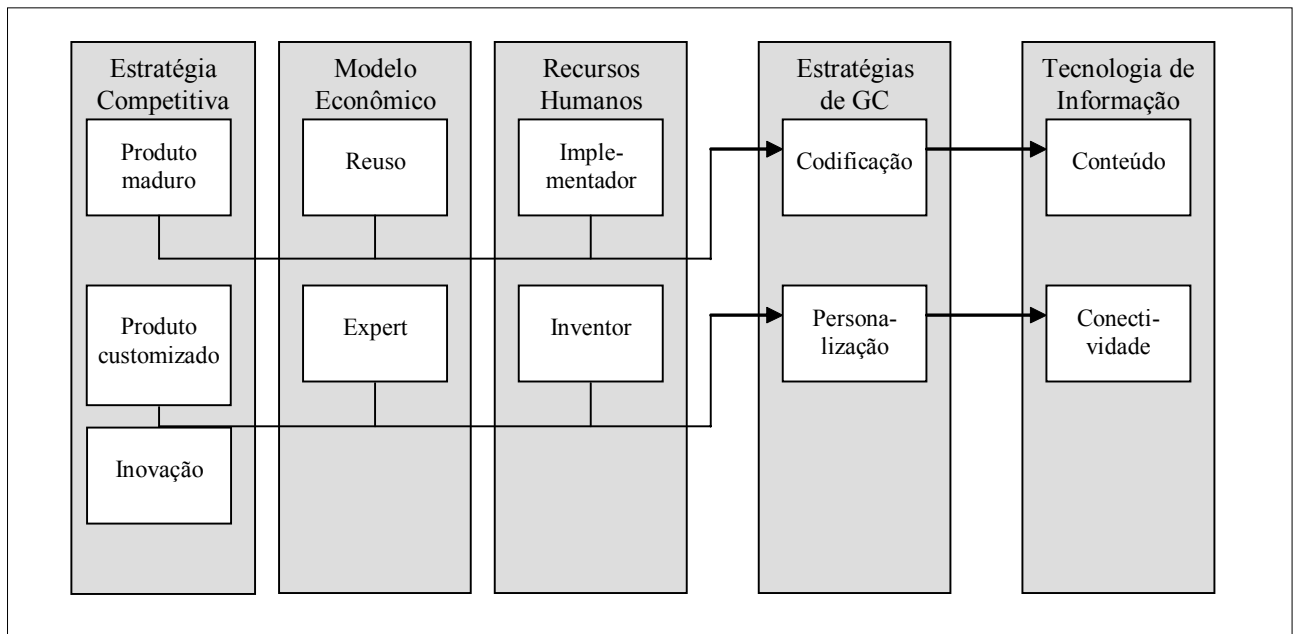 Estratégia
Competitiva
Modelo
Econômico
Recursos
Humanos
Estratégias
de GC
Tecnologia de
Informação
Produto
maduro
Reuso
Imple-
mentador
Codificação
Conteúdo
Produto
customizado
Expert
Inventor
Persona-
lização
Conecti-
vidade
Inovação